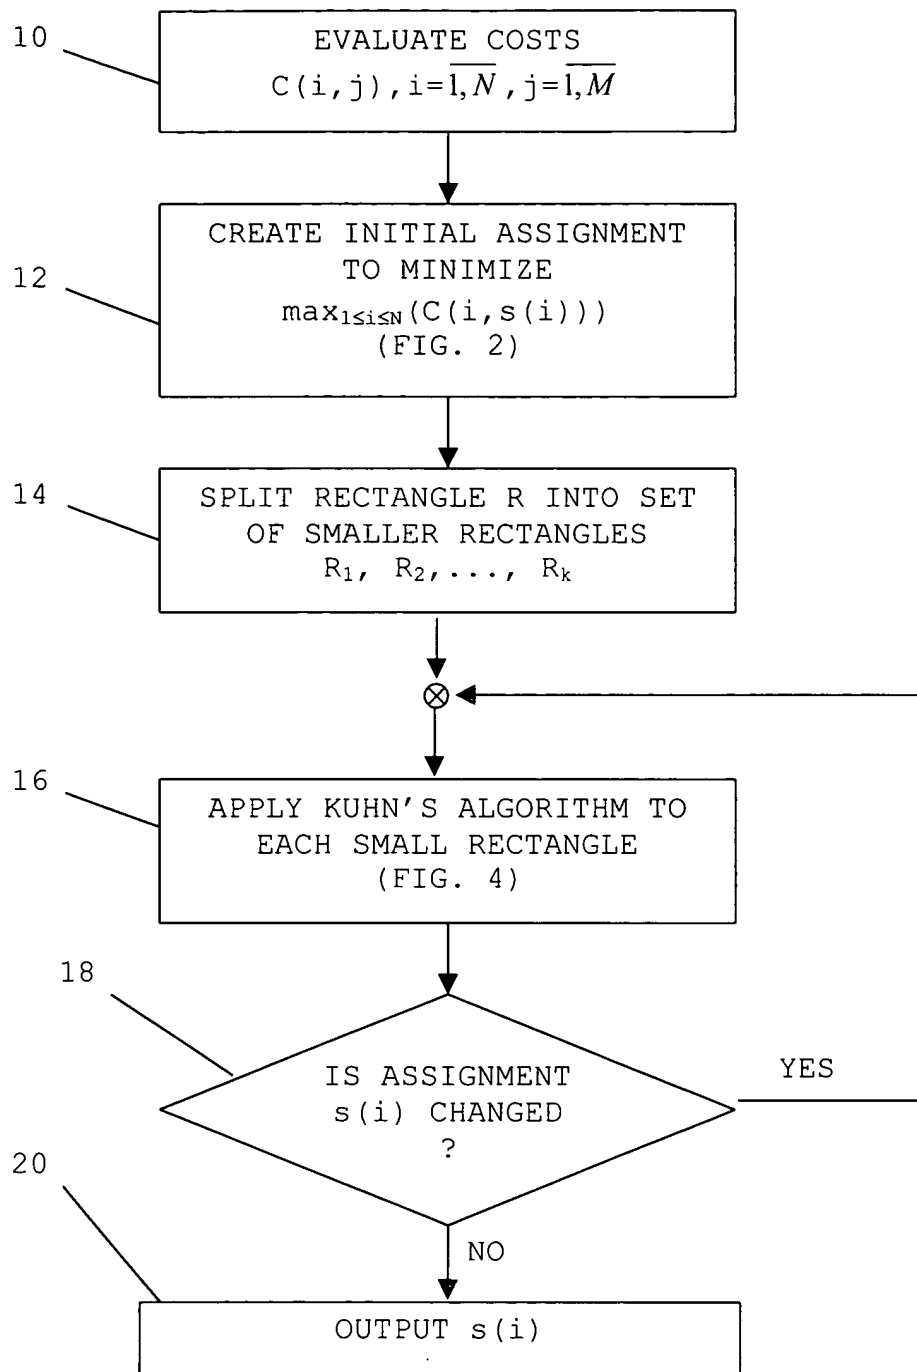 10
EVALUATE COSTS
C(i,j),i=1,N̅,j=1,M̅
12
CREATE INITIAL ASSIGNMENT
TO MINIMIZE
max₁≤i≤N(C(i,s(i)))
(FIG. 2)
14
SPLIT RECTANGLE R INTO SET
OF SMALLER RECTANGLES
R₁, R₂,..., Rₖ
16
APPLY KUHN'S ALGORITHM TO
EACH SMALL RECTANGLE
(FIG. 4)
18
IS ASSIGNMENT
s(i) CHANGED
?
YES
NO
20
OUTPUT s(i)